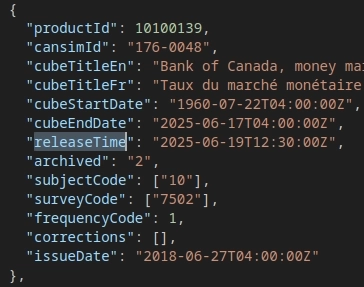 {
"productId": 10100139,
"cansimId": "176-0048",
"cubeTitleEn": "Bank of Canada, money
"cubeTitleFr": "Taux du marché monétaire
"cubeStartDate": "1960-07-22T04:00:00Z",
"cubeEndDate": "2025-06-17T04:00:00Z",
"releaseTime": "2025-06-19T12:30:00Z",
"archived": "2",
"subjectCode": ["10"],
"surveyCode": ["7502"],
"frequencyCode": 1,
"corrections": [],
"issueDate": "2018-06-27T04:00:00Z"
},